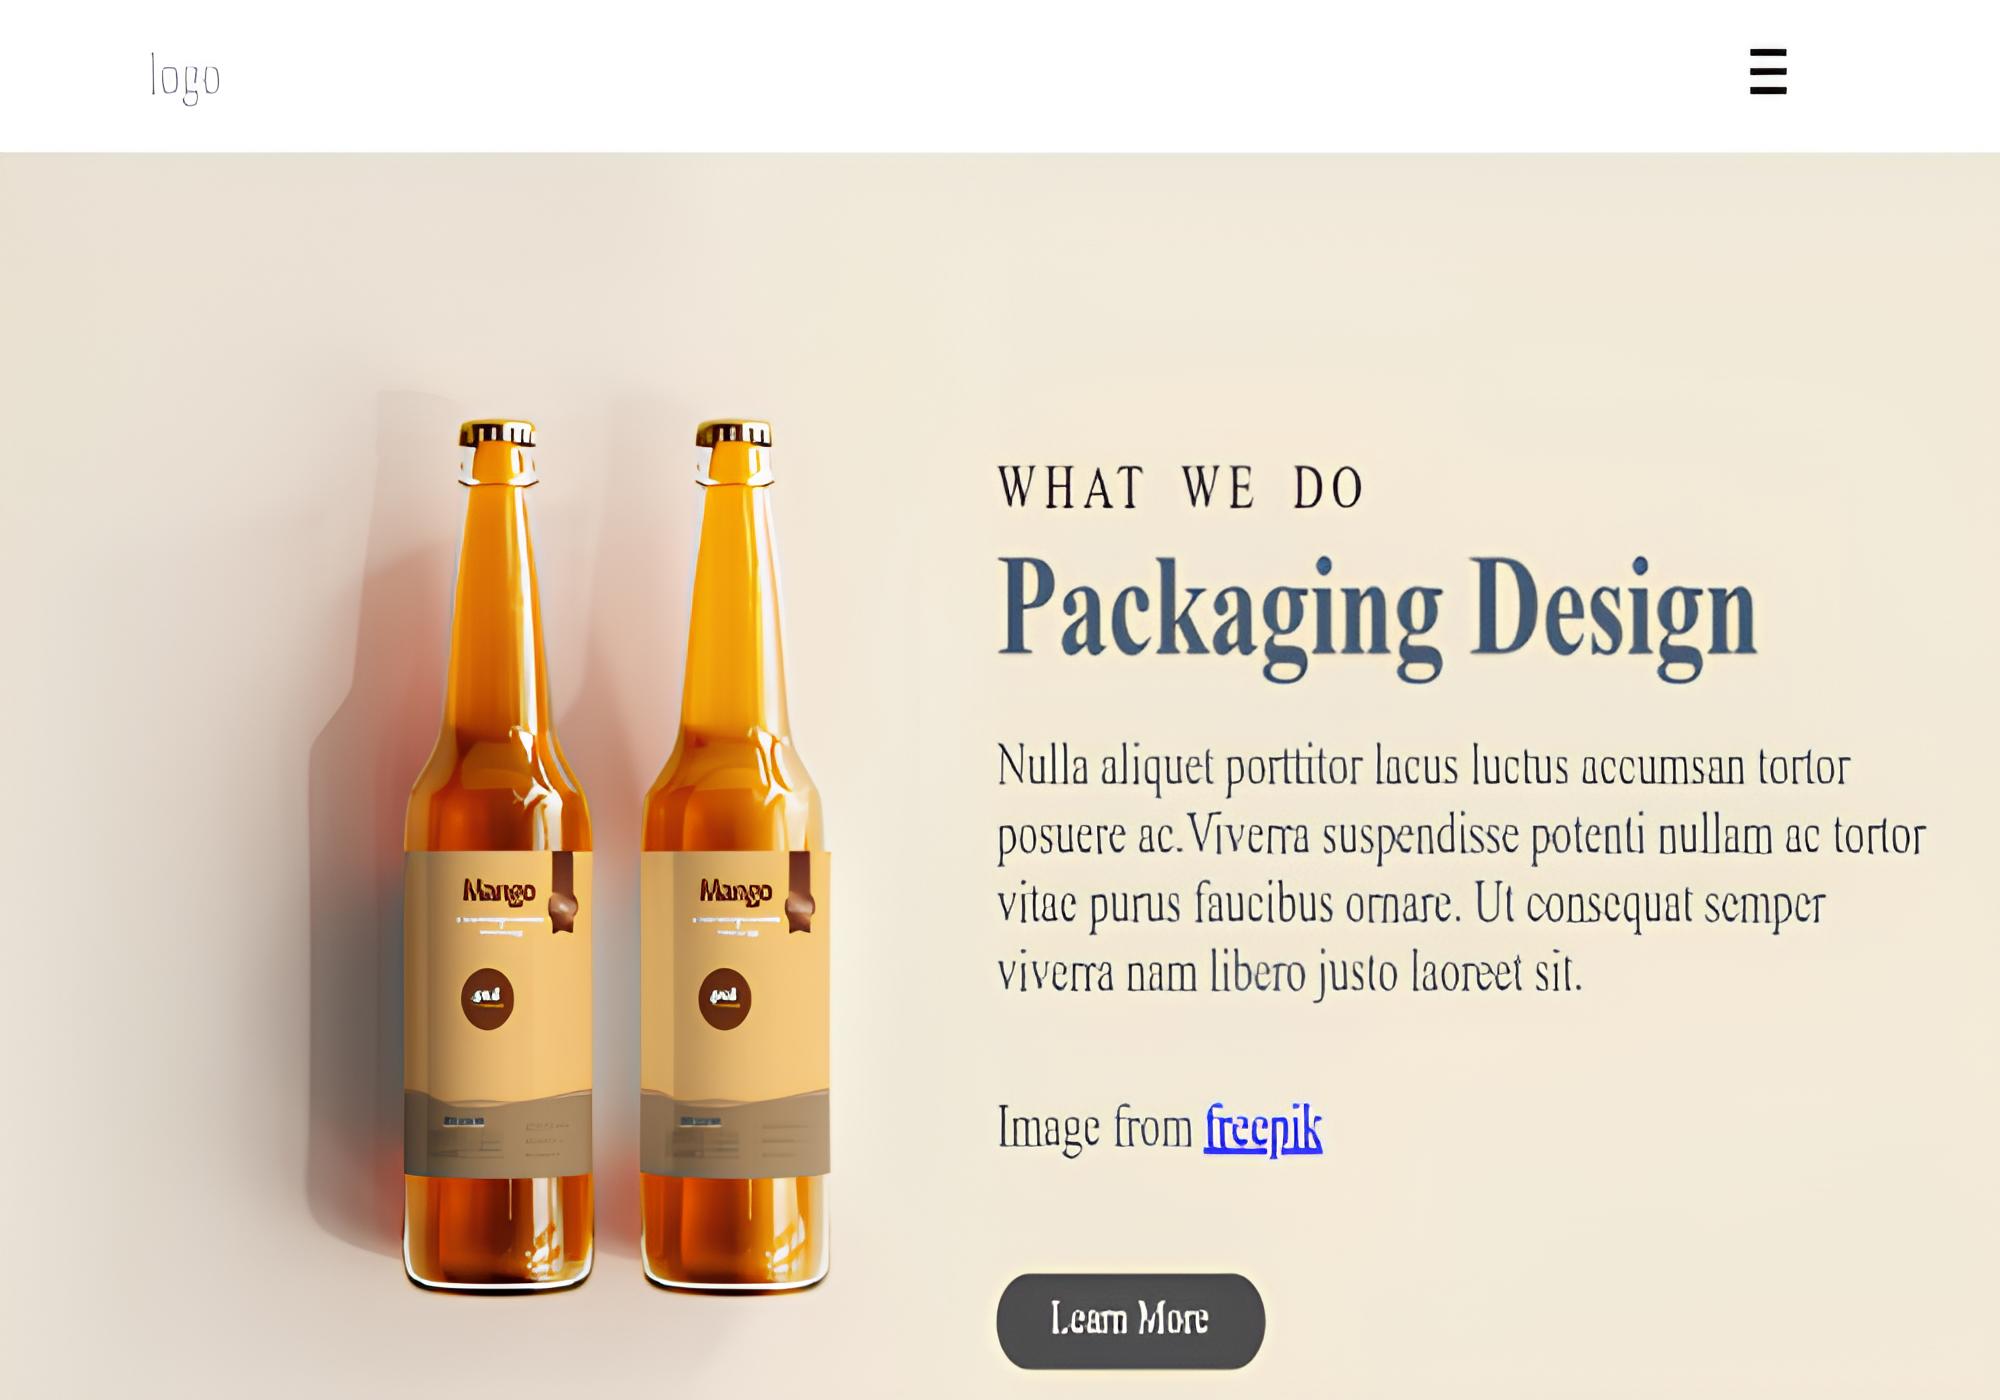 logo
WHAT WE DO
Packaging Design
Nulla aliquet porttitor lacus luctus accumsan tortor
posuere ac.Viverra suspendisse potenti nullam ac tortor
vitae purus faucibus ornare. Ut consequat semper
viverra nam libero justo laoreet sit.
Image from freepik
Learn More
Mango
Mango